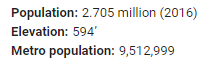 Population: 2.705 million (2016)
Elevation: 594′
Metro population: 9,512,999